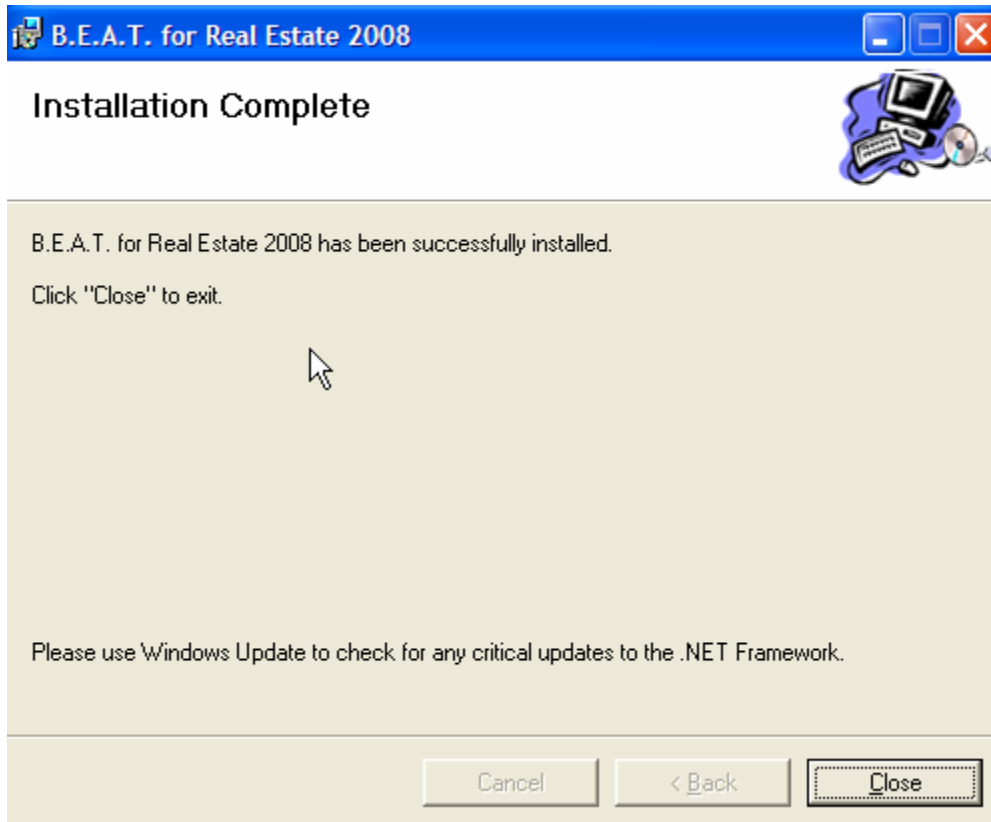 B.E.A.T. for Real Estate 2008
Installation Complete
B.E.A.T. for Real Estate 2008 has been successfully installed.
Click "Close" to exit.
Please use Windows Update to check for any critical updates to the .NET Framework.
Cancel
< Back
Close